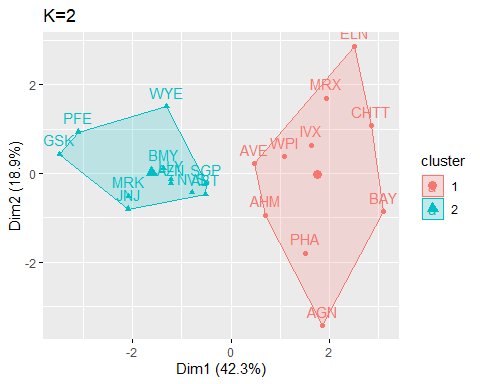 K=2
ELN
MRX
WYE
CHTT
PFE
IVX
GSK
WPI
AVE
BMY
SGP
MRK
JNJ
BAY
AHM
PHA
AGN
2
0
-2
-2
0
2
Dim1 (42.3%)
Dim2 (18.9%)
cluster
1
2